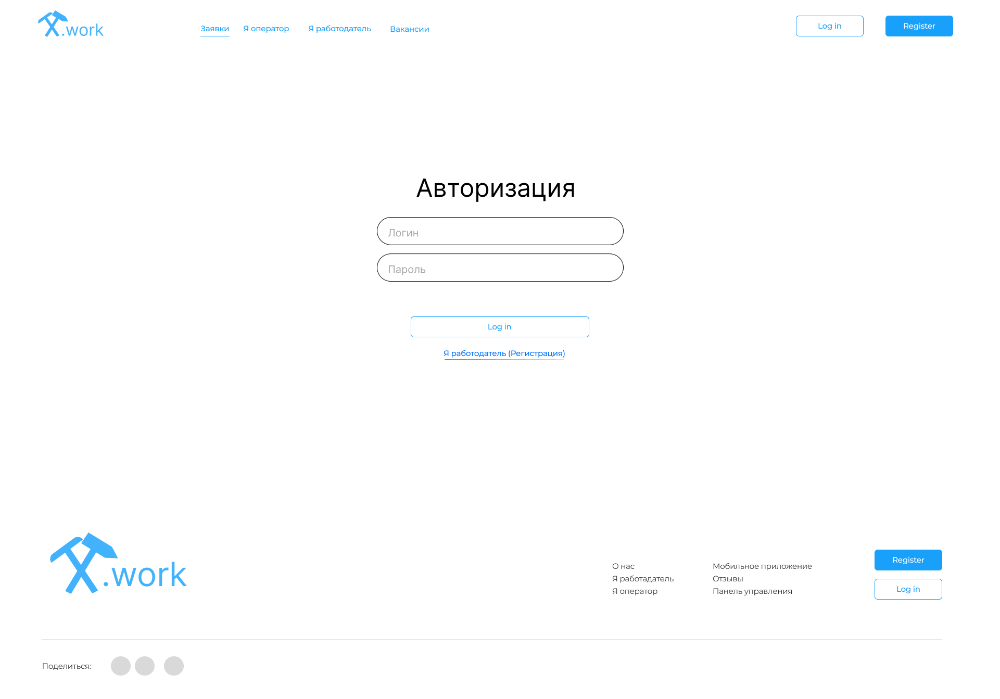 .work
Заявки
Я оператор
Я работодатель
Вакансии
Log in
Register
Авторизация
Логин
Пароль
Log in
Я работодатель (Регистрация)
.work
О нас
Я работадатель
Я оператор
Мобильное приложение
Отзывы
Панель управления
Register
Log in
Поделиться: